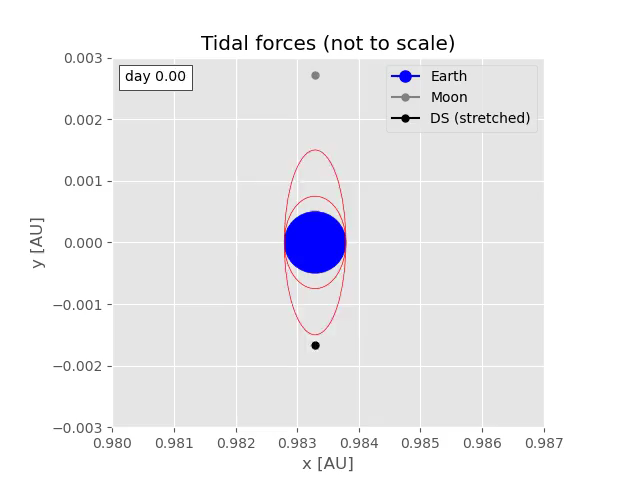 Tidal forces (not to scale)
day 0.00
Earth
Moon
DS (stretched)
0.003
0.002
0.001
0.000
−0.001
−0.002
−0.003
y [AU]
0.980 0.981 0.982 0.983 0.984 0.985 0.986 0.987
x [AU]